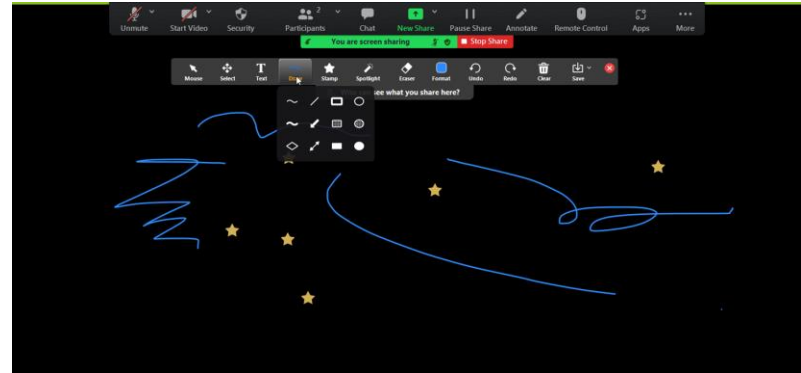 2
Unmute Start Video Security Participants Chat New Share Pause Share Annotate Remote Control Apps More
You are screen sharing Stop Share
Mouse Select Text Draw Stamp Spotlight Eraser Format Undo Redo Clear Save
see what you share here?